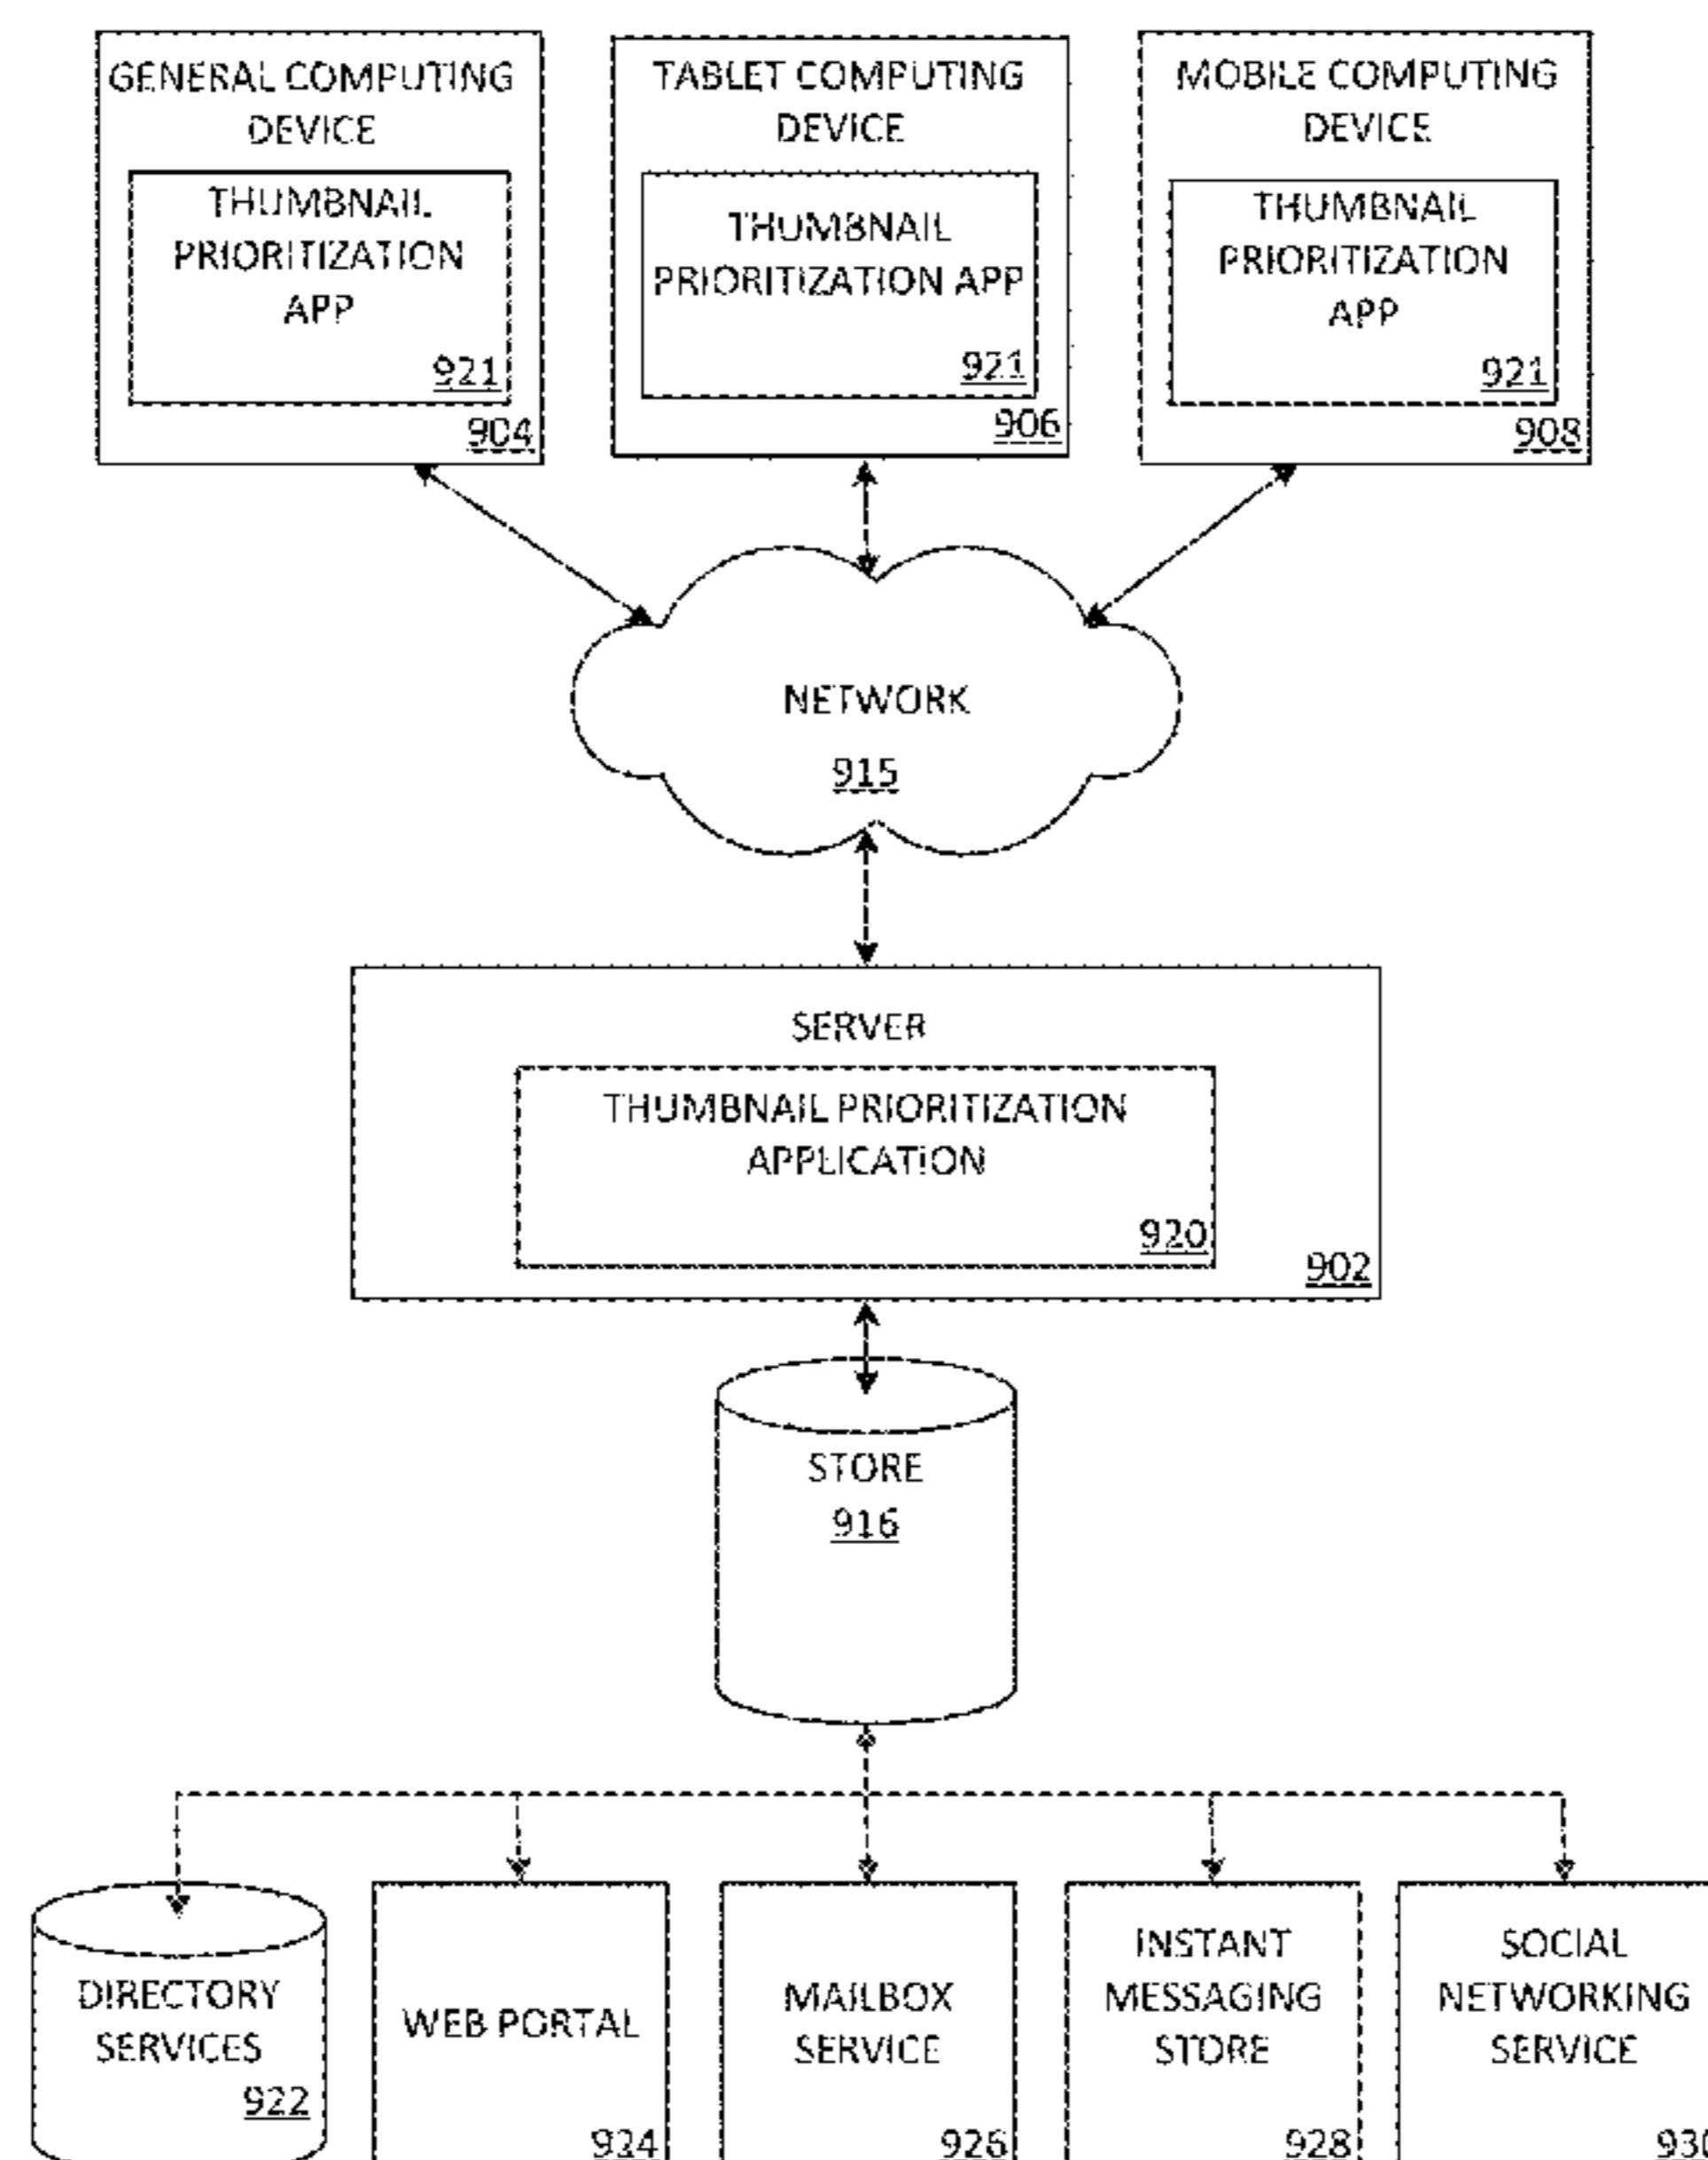 GENERAL COMPUTING
DEVICE
THUMBNAIL
PRIORITIZATION
APP
921
904
TABLET COMPUTING
DEVICE
THUMBNAIL
PRIORITIZATION APP
921
906
MOBILE COMPUTING
DEVICE
THUMBNAIL
PRIORITIZATION
APP
921
908
NETWORK
915
SERVER
THUMBNAIL PRIORITIZATION
APPLICATION
920
902
STORE
916
DIRECTORY
SERVICES
922
WEB PORTAL
924
MAILBOX
SERVICE
926
INSTANT
MESSAGING
STORE
928
SOCIAL
NETWORKING
SERVICE
930